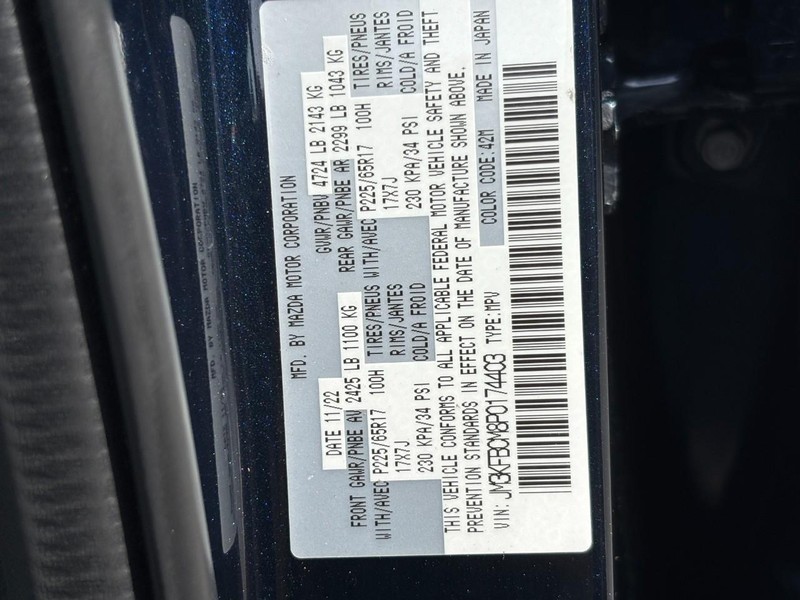 MFD. BY MAZDA MOTOR CORPORATION
DATE 11/22 GVWR/PNBV 4724 LB 2143 KG
FRONT GAWR/PNBE AV 2425 LB 1100 KG REAR GAWR/PNBE AR 2299 LB 1043 KG
WITH/AVEC P225/65R17 100H TIRES/PNEUS WITH/AVEC P225/65R17 100H TIRES/PNEUS
17X7J RIMS/JANTES 17X7J RIMS/JANTES
230 KPA/34 PSI COLD/A FROID 230 KPA/34 PSI COLD/A FROID
THIS VEHICLE CONFORMS TO ALL APPLICABLE FEDERAL MOTOR VEHICLE SAFETY AND THEFT
PREVENTION STANDARDS IN EFFECT ON THE DATE OF MANUFACTURE SHOWN ABOVE.
VIN: JM3KFBCM8P0174403 TYPE:MPV COLOR CODE:42M MADE IN JAPAN